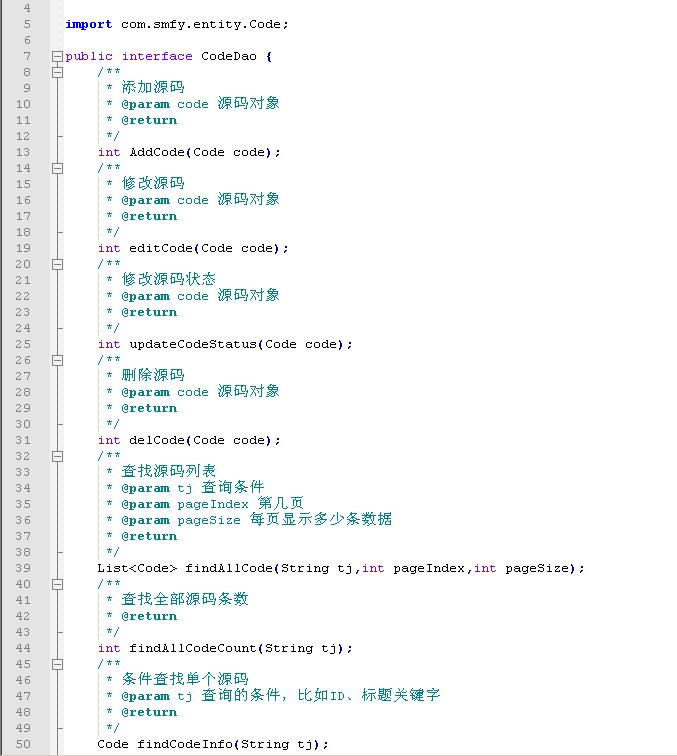 4
5 import com.smfy.entity.Code;
6
7 public interface CodeDao {
8 /**
9 * 添加源码
10 * @param code 源码对象
11 * @return
12 */
13 int AddCode(Code code);
14 /**
15 * 修改源码
16 * @param code 源码对象
17 * @return
18 */
19 int editCode(Code code);
20 /**
21 * 修改源码状态
22 * @param code 源码对象
23 * @return
24 */
25 int updateCodeStatus(Code code);
26 /**
27 * 删除源码
28 * @param code 源码对象
29 * @return
30 */
31 int delCode(Code code);
32 /**
33 * 查找源码列表
34 * @param tj 查询条件
35 * @param pageIndex 第几页
36 * @param pageSize 每页显示多少条数据
37 * @return
38 */
39 List<Code> findAllCode(String tj,int pageIndex,int pageSize);
40 /**
41 * 查找全部源码条数
42 * @return
43 */
44 int findAllCodeCount(String tj);
45 /**
46 * 条件查找单个源码
47 * @param tj 查询的条件，比如ID、标题关键字
48 * @return
49 */
50 Code findCodeInfo(String tj);